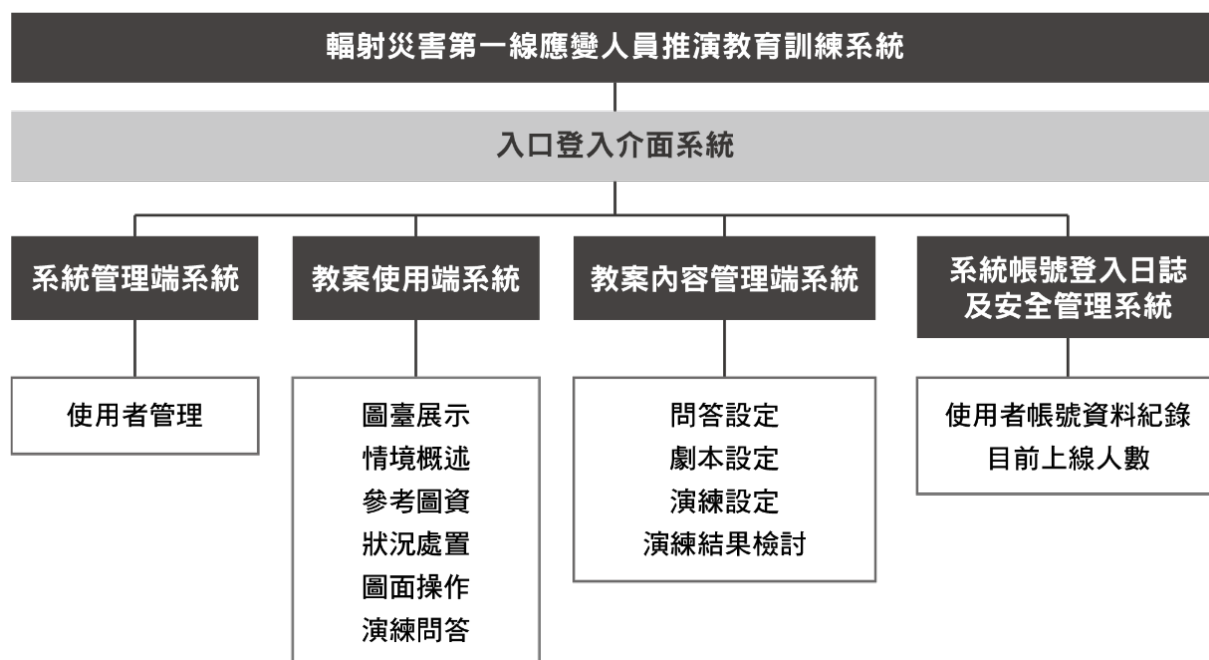 輻射災害第一線應變人員推演教育訓練系統
入口登入介面系統
系統管理端系統
使用者管理
教案使用端系統
圖臺展示
情境概述
參考圖資
狀況處置
圖面操作
演練問答
教案內容管理端系統
問答設定
劇本設定
演練設定
演練結果檢討
系統帳號登入日誌
及安全管理系統
使用者帳號資料紀錄
目前上線人數